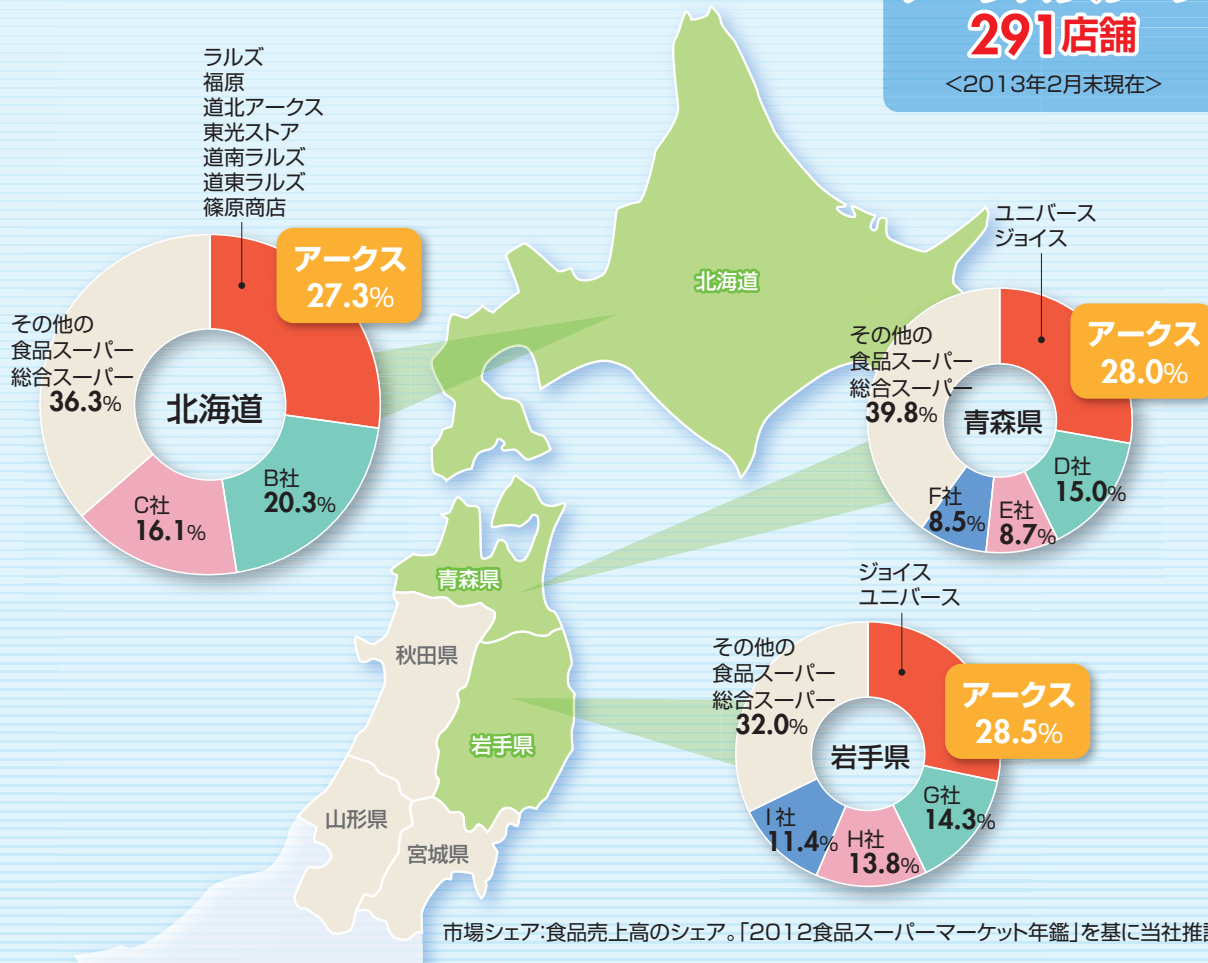 291店舗
<2013年2月末現在>
ラルズ
福原
道北アークス
東光ストア
道南ラルズ
道東ラルズ
篠原商店
アークス
27.3%
その他の
食品スーパー
総合スーパー
36.3%
北海道
B社
20.3%
C社
16.1%
北海道
ユニバース
ジョイス
アークス
28.0%
その他の
食品スーパー
総合スーパー
39.8%
青森県
D社
15.0%
E社
8.7%
F社
8.5%
青森県
秋田県
岩手県
山形県
宮城県
ジョイス
ユニバース
アークス
28.5%
その他の
食品スーパー
総合スーパー
32.0%
岩手県
G社
14.3%
H社
13.8%
I社
11.4%
市場シェア:食品売上高のシェア。「2012食品スーパーマーケット年鑑」を基に当社推